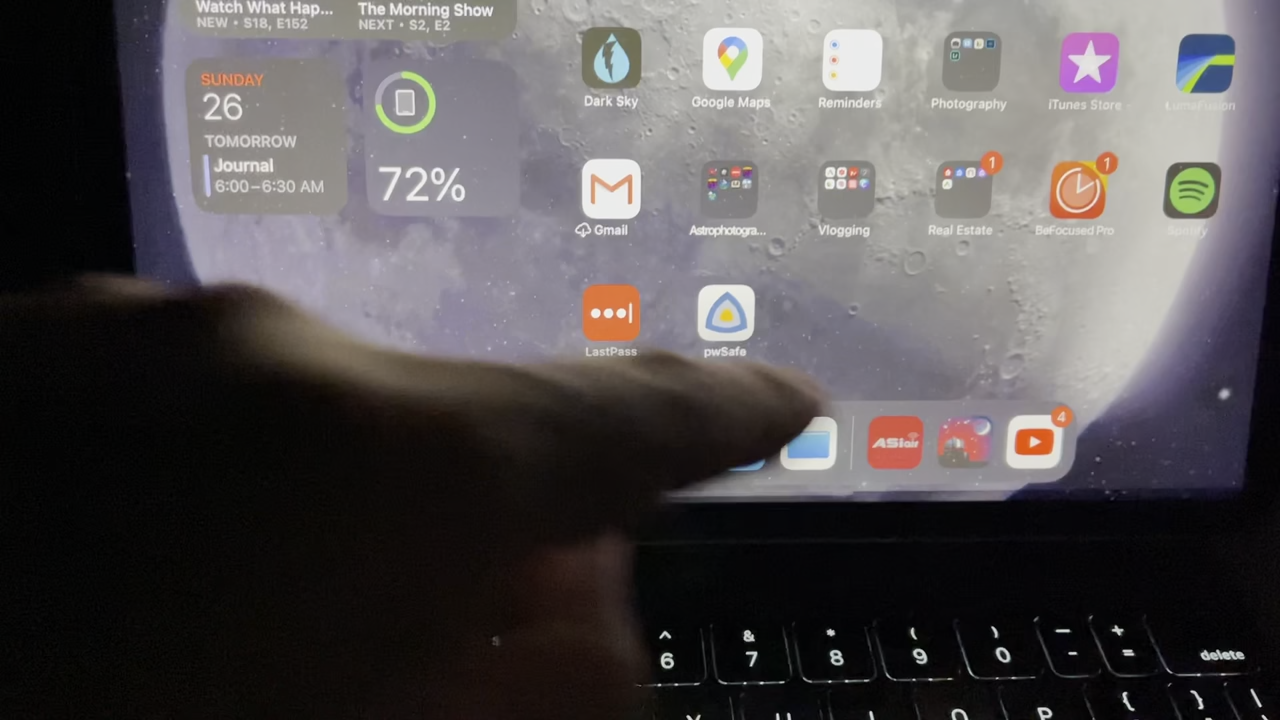 Watch What Hap...
NEW • S18, E152
The Morning Show
NEXT • S2, E2
SUNDAY
26
TOMORROW
Journal
6:00–6:30 AM
72%
Dark Sky
Google Maps
Reminders
Photography
iTunes Store
LumaFusion
Gmail
Astrophotogra...
Vlogging
1
Real Estate
1
BeFocused Pro
Spotify
LastPass
pwSafe
ASIair
4
^ & * ( ) — +
6 7 8 9 0 - = delete
Y U I O P { } |